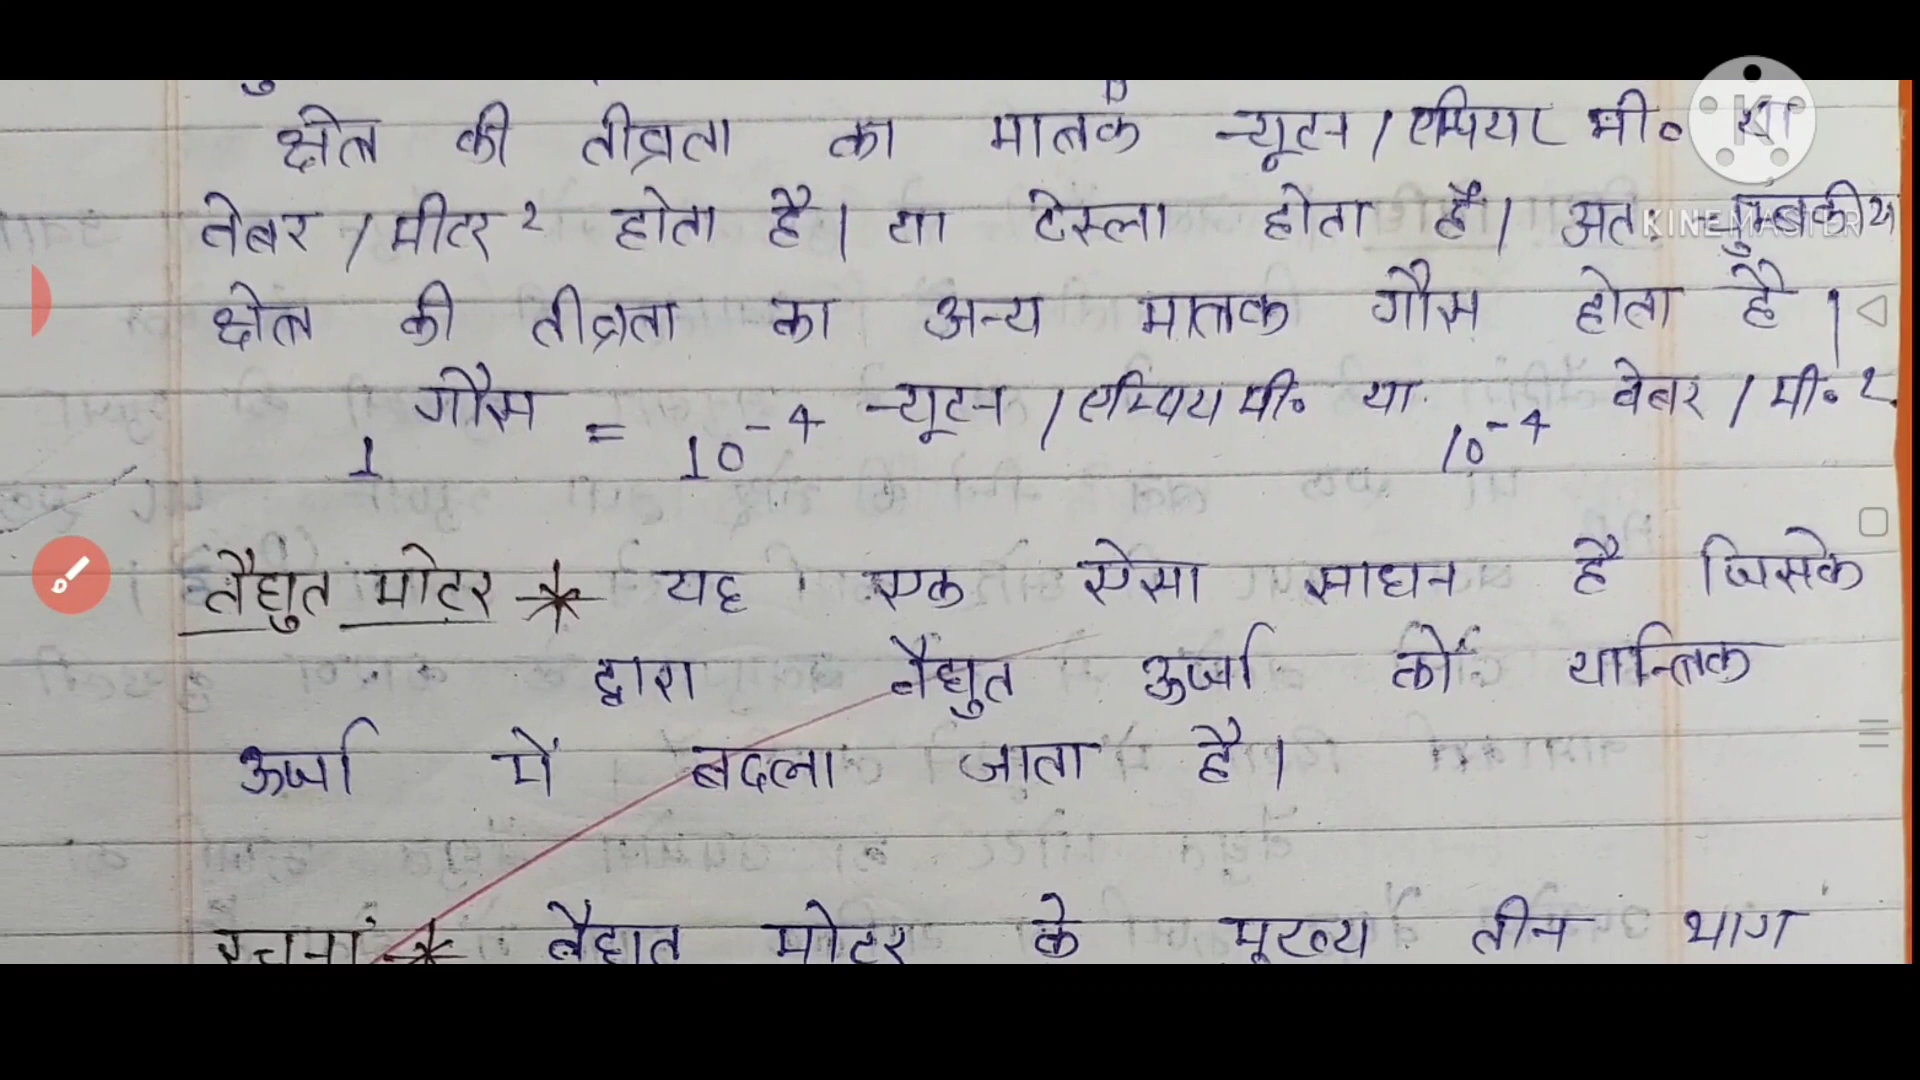 क्षेत्र की तीव्रता का मात्रक न्यूटन / एम्पियर मी० या
वेबर / मीटर² होता है। या टेस्ला होता है। अतः चुम्बकीय
KINEMASTER
क्षेत्र की तीव्रता का अन्य मात्रक गौस होता है।
1 गौस = 10⁻⁴ न्यूटन / एम्पियर मी० या 10⁻⁴ वेबर / मी०²
वैद्युत मोटर → यह एक ऐसा साधन है जिसके
द्वारा वैद्युत ऊर्जा को यान्त्रिक
ऊर्जा में बदला जाता है।
रचना → वैद्युत मोटर के मुख्य तीन भाग